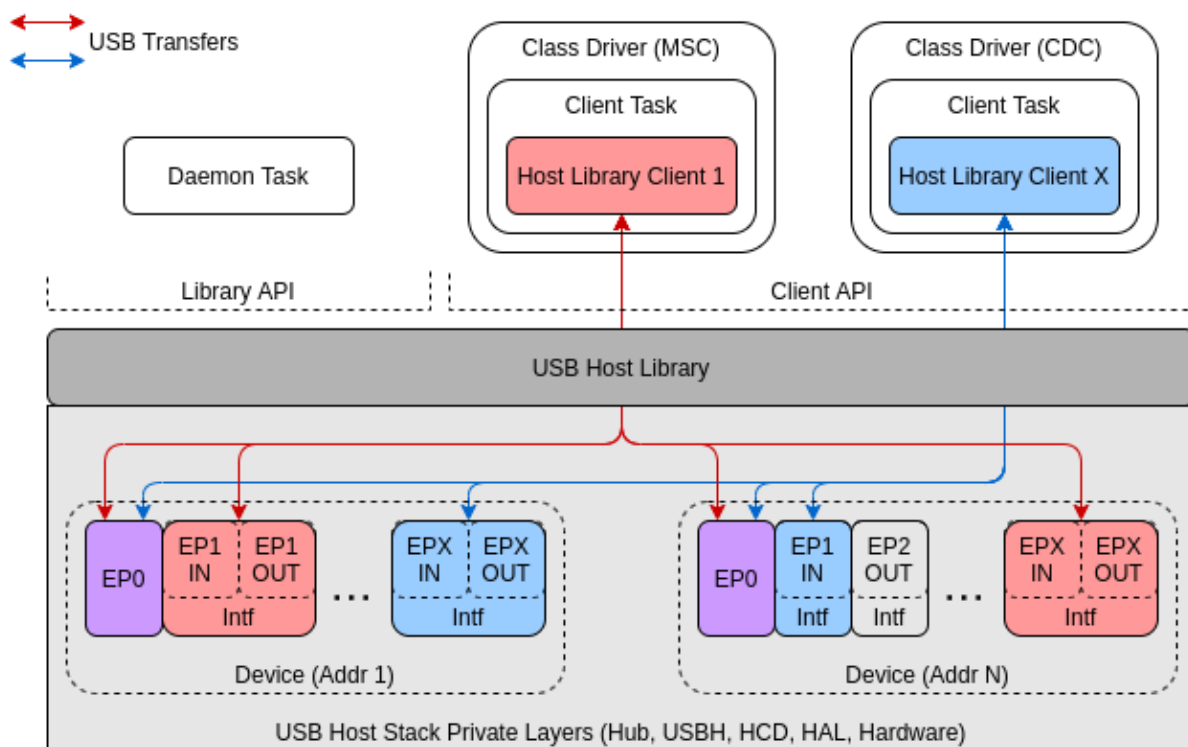 USB Transfers
Class Driver (MSC)
Class Driver (CDC)
Client Task
Client Task
Daemon Task
Host Library Client 1
Host Library Client X
Library API
Client API
USB Host Library
EP0
EP1 IN
EP1 OUT
Intf
...
EPX IN
EPX OUT
Intf
Device (Addr 1)
EP0
EP1 IN
Intf
EP2 OUT
Intf
...
EPX IN
EPX OUT
Intf
Device (Addr N)
USB Host Stack Private Layers (Hub, USBH, HCD, HAL, Hardware)